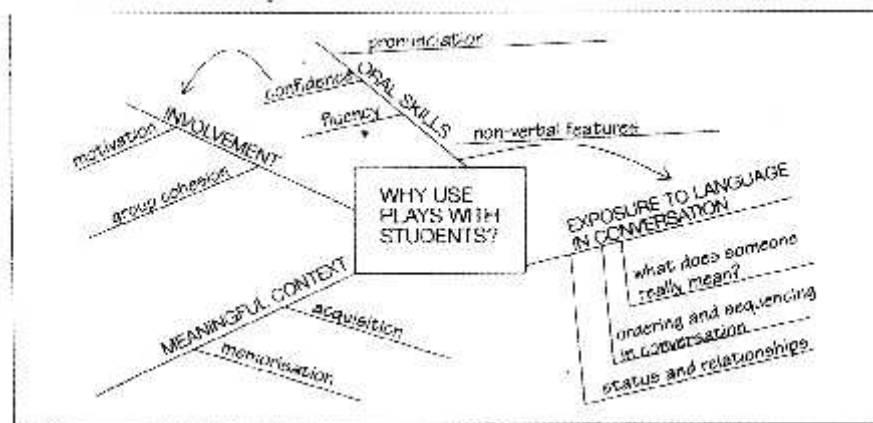 pronunciation
ORAL SKILLS
confidence
fluency
non-verbal features
INVOLVEMENT
motivation
group cohesion
WHY USE
PLAYS WITH
STUDENTS?
EXPOSURE TO LANGUAGE
IN CONVERSATION
what does someone
really mean?
ordering and sequencing
in conversation
status and relationships
MEANINGFUL CONTEXT
acquisition
memorisation